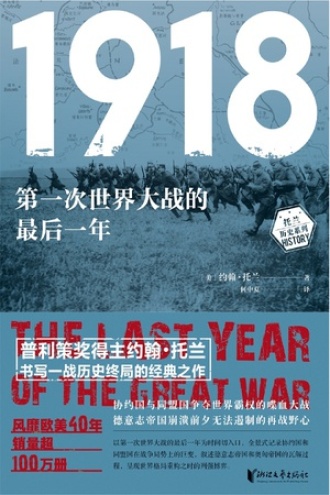 1918
第一次世界大战的
最后一年
托兰
历史系列
HISTORY
约翰·托兰 著
译
THE LAST YEAR
普利策奖得主约翰·托兰
书写一战历史终局的经典之作
OF THE GREAT WAR
协约国与同盟国争夺世界霸权的喋血大战
德意志帝国崩溃前夕无法遏制的再战野心
风靡欧美40年
销量超
100万册
浙江文艺出版社